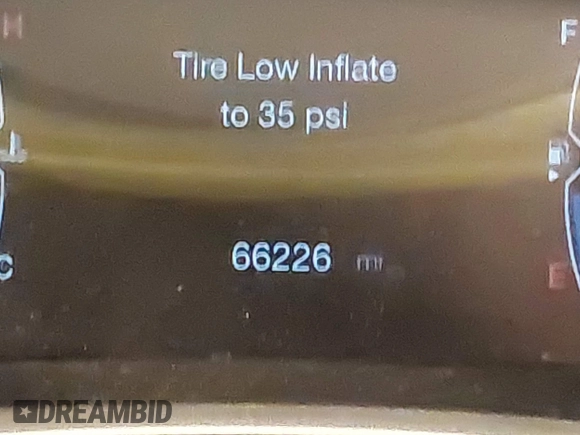 H
F
Tire Low Inflate
to 35 psi
66226 mi
C
E
DREAMBID